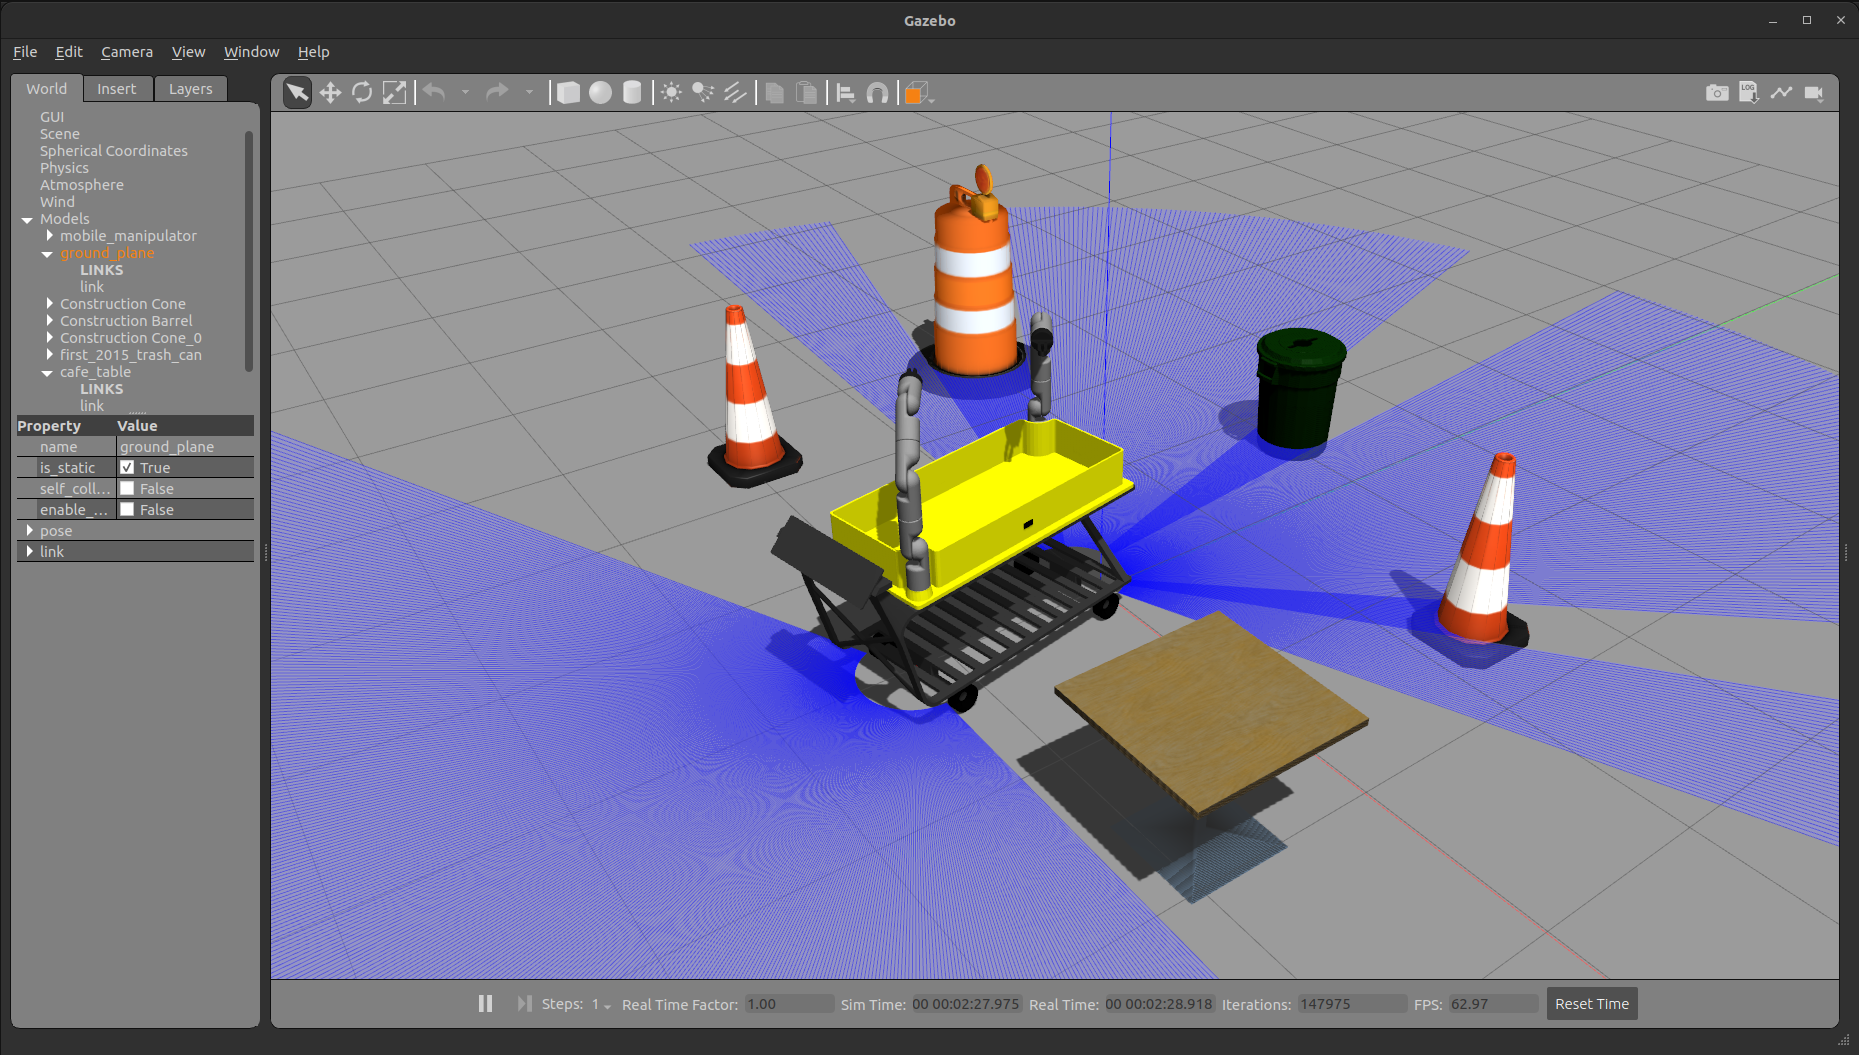 Gazebo
File Edit Camera View Window Help
World Insert Layers
GUI
Scene
Spherical Coordinates
Physics
Atmosphere
Wind
Models
mobile_manipulator
ground_plane
LINKS
link
Construction Cone
Construction Barrel
Construction Cone_0
first_2015_trash_can
cafe_table
LINKS
link
Property Value
name ground_plane
is_static True
self_coll... False
enable_... False
pose
link
LOG
Steps: 1 Real Time Factor: 1.00 Sim Time: 00 00:02:27.975 Real Time: 00 00:02:28.918 Iterations: 147975 FPS: 62.97 Reset Time